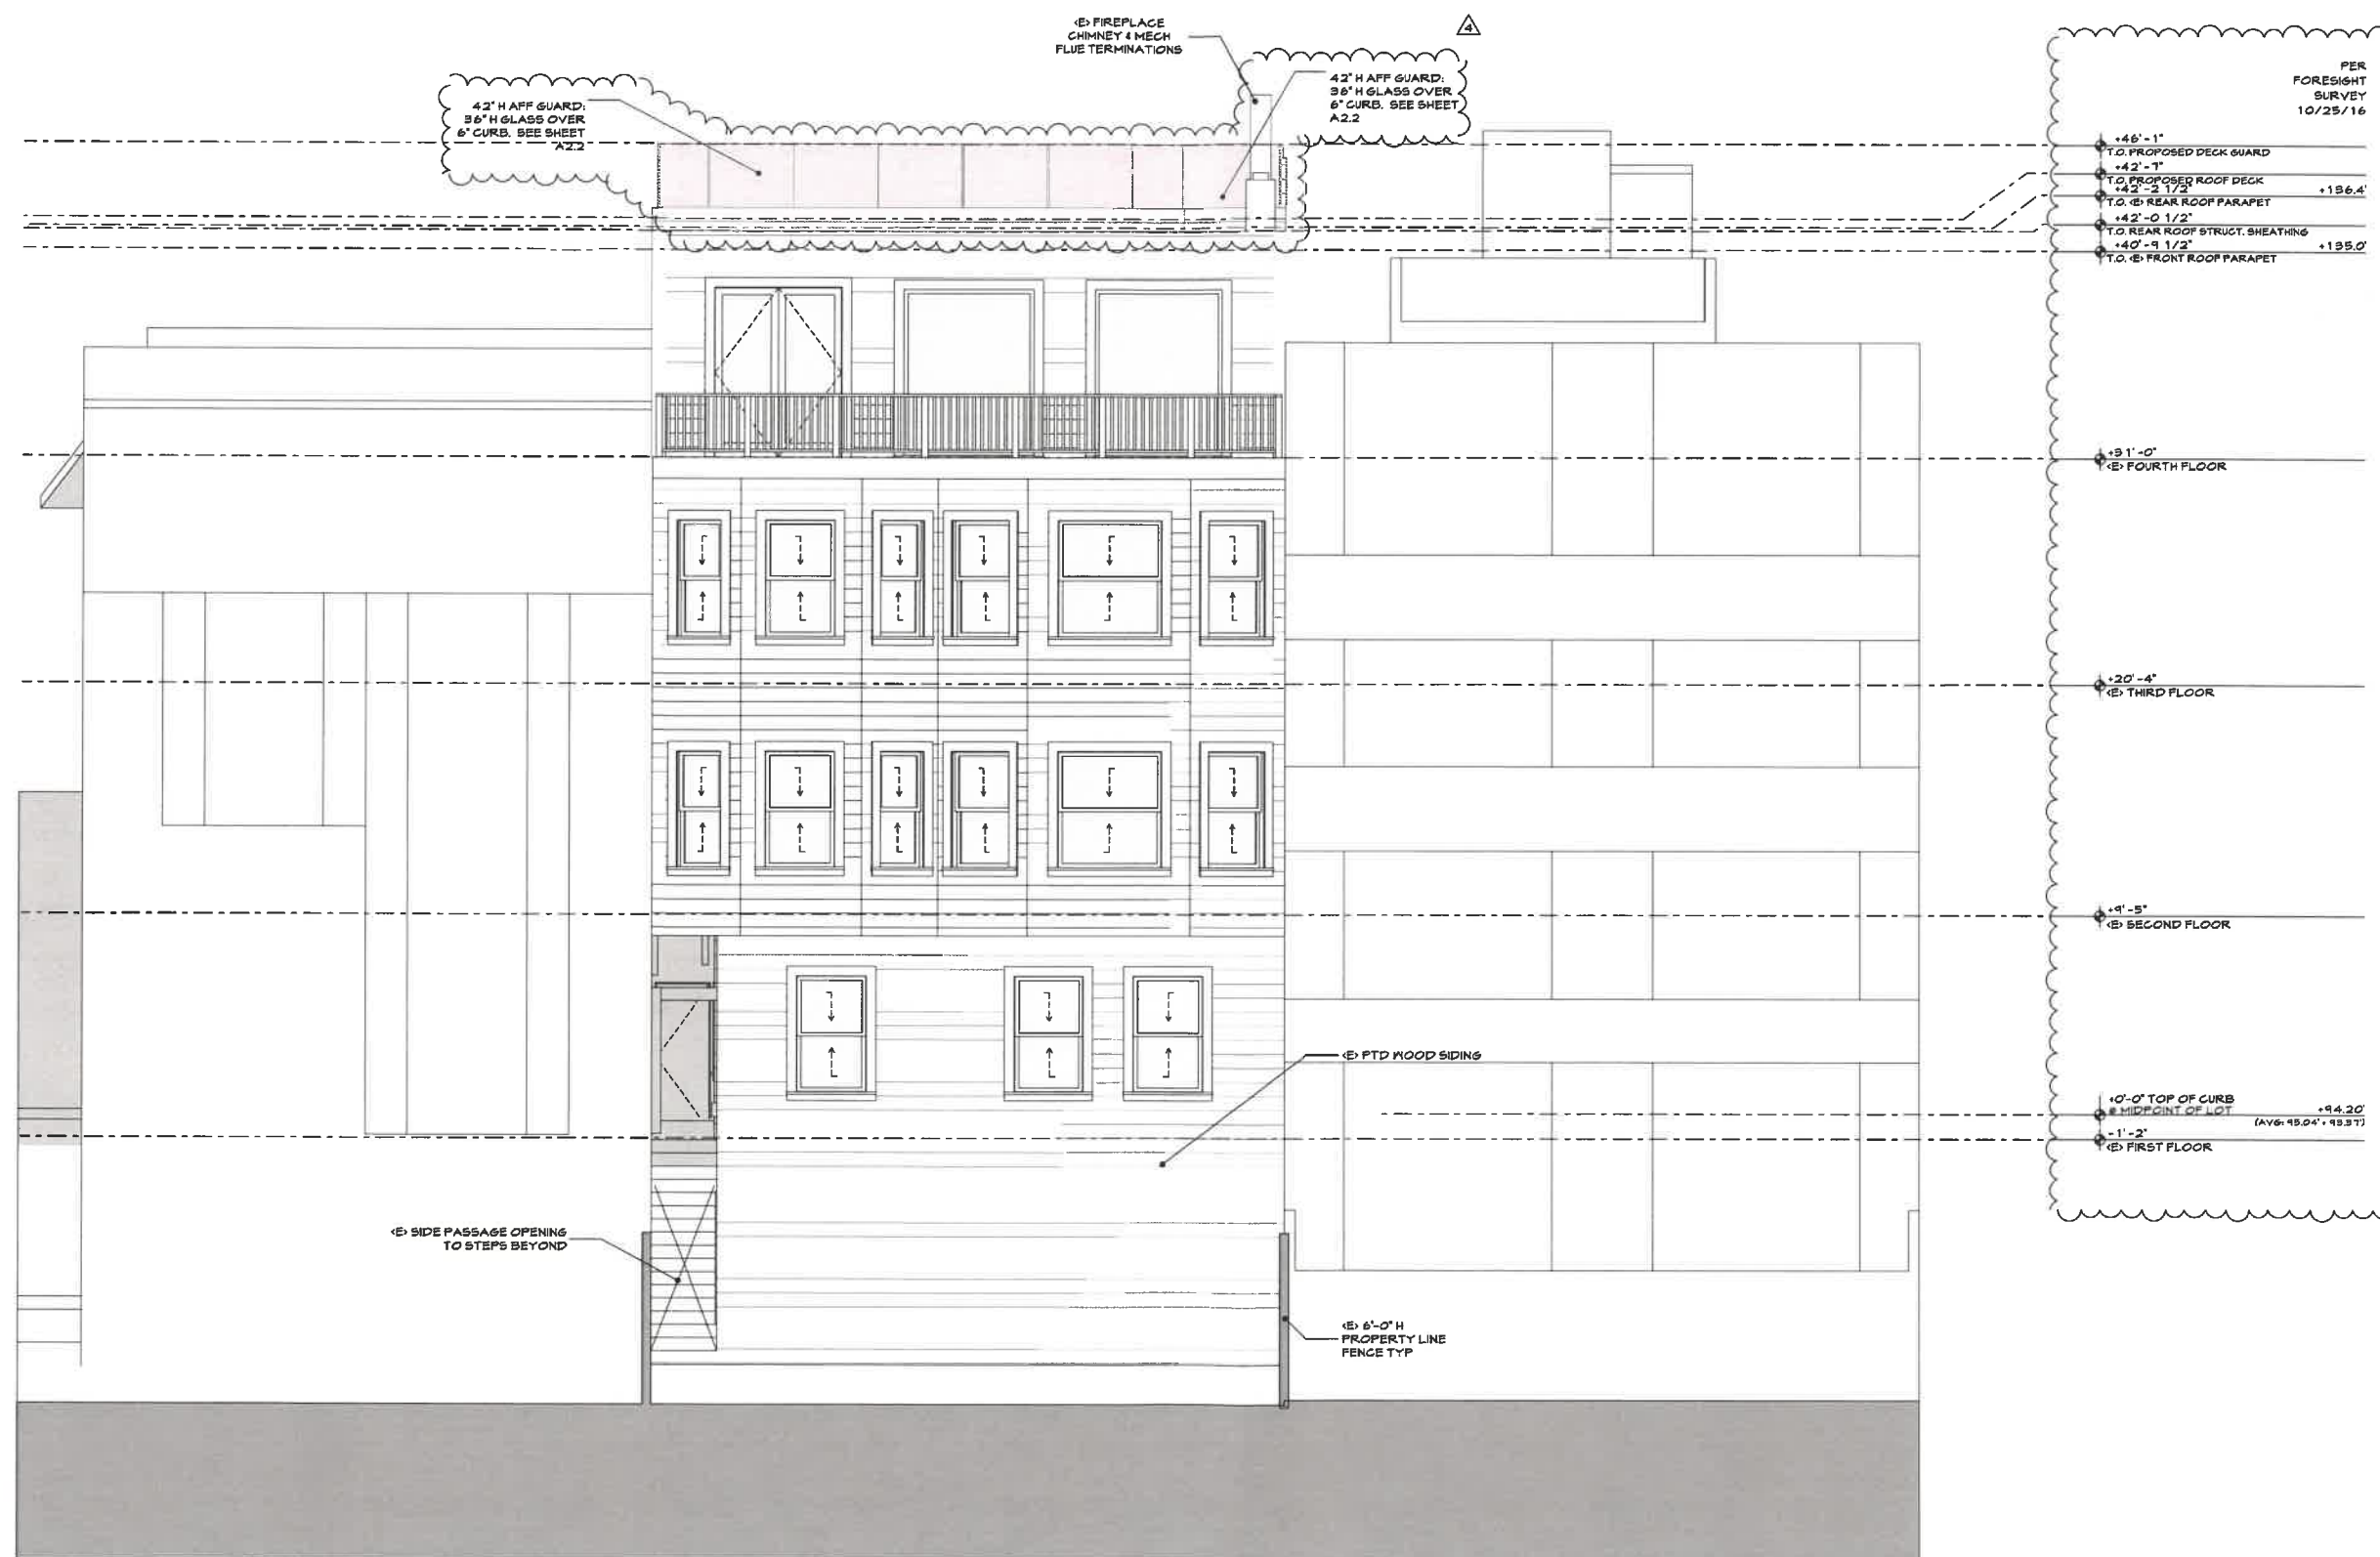 <E> FIREPLACE
CHIMNEY & MECH
FLUE TERMINATIONS
4
42" H AFF GUARD:
36" H GLASS OVER
6" CURB. SEE SHEET
A2.2
42" H AFF GUARD:
36" H GLASS OVER
6" CURB. SEE SHEET
A2.2
PER
FORESIGHT
SURVEY
10/25/16
+46'-1"
T.O. PROPOSED DECK GUARD
+42'-7"
T.O. PROPOSED ROOF DECK
+42'-2 1/2" +136.4'
T.O. <E> REAR ROOF PARAPET
+42'-0 1/2"
T.O. REAR ROOF STRUCT. SHEATHING
+40'-9 1/2" +135.0'
T.O. <E> FRONT ROOF PARAPET
+31'-0"
<E> FOURTH FLOOR
+20'-4"
<E> THIRD FLOOR
+9'-5"
<E> SECOND FLOOR
<E> PTD WOOD SIDING
+0'-0" TOP OF CURB
@ MIDPOINT OF LOT +94.20'
(AVG: 95.04' + 93.37')
-1'-2"
<E> FIRST FLOOR
<E> SIDE PASSAGE OPENING
TO STEPS BEYOND
<E> 6'-0" H
PROPERTY LINE
FENCE TYP